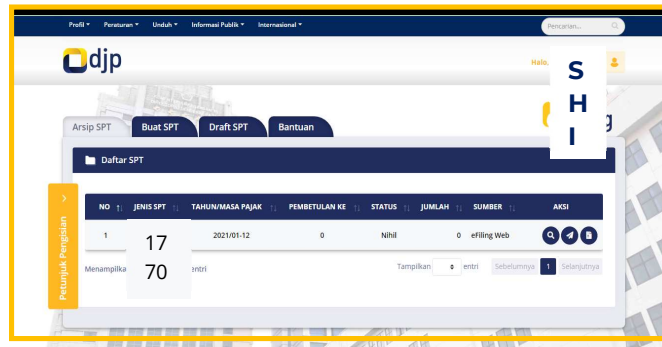 Profil Peraturan Unduh Informasi Publik Internasional Pencarian...
djp
Halo,
S
H
I
g
Arsip SPT Buat SPT Draft SPT Bantuan
Daftar SPT
NO JENIS SPT TAHUN/MASA PAJAK PEMBETULAN KE STATUS JUMLAH SUMBER AKSI
1 2021/01-12 0 Nihil 0 eFiling Web
17
70
Menampilka entri Tampilkan entri Sebelumnya 1 Selanjutnya
Petunjuk Pengisian